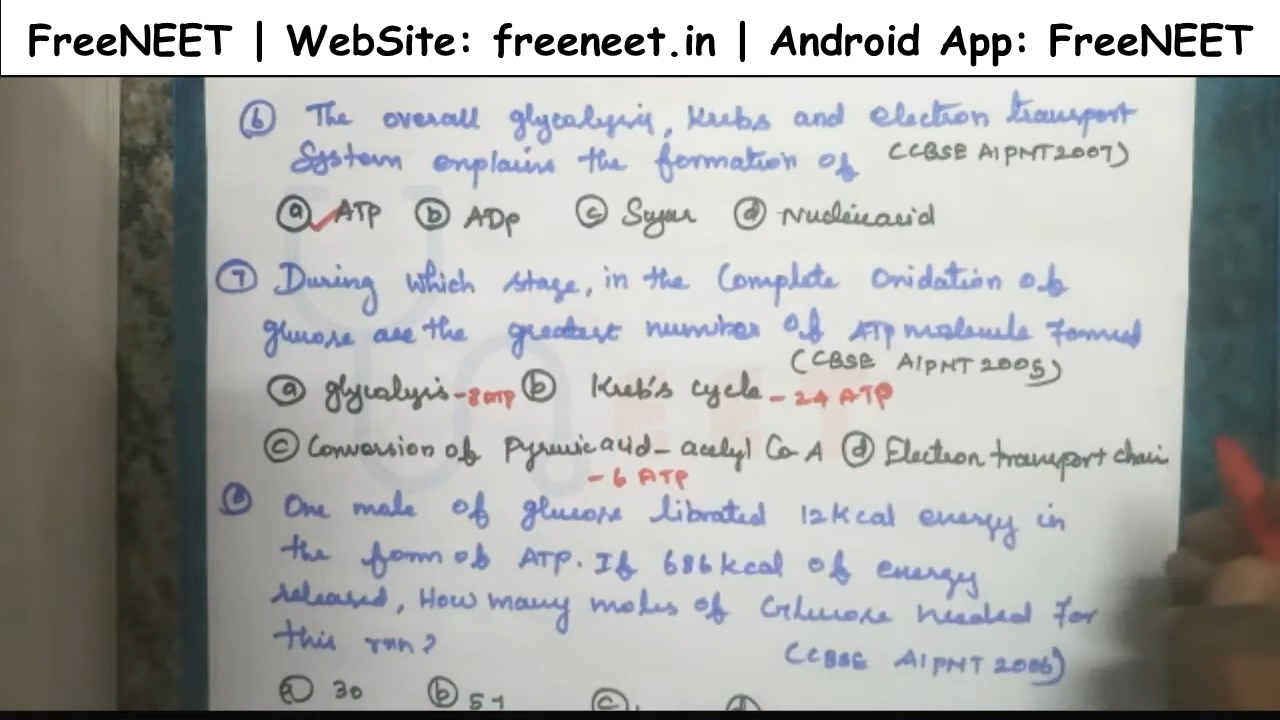 FreeNEET | WebSite: freeneet.in | Android App: FreeNEET
⑥ The overall glycolysis, Krebs and electron transport
System explains the formation of (CBSE AIPMT 2007)
ⓐ ATP ⓑ ADP ⓒ Sugar ⓓ Nucleic acid
⑦ During which stage, in the Complete Oxidation of
glucose are the greatest number of ATP molecule formed
(CBSE AIPMT 2005)
ⓐ glycolysis - 8 ATP ⓑ Kreb's cycle - 24 ATP
ⓒ Conversion of Pyruvic acid - acetyl Co A ⓓ Electron transport chain
- 6 ATP
⑧ One mole of glucose librated 12 Kcal energy in
the form of ATP. If 686 kcal of energy
released, How many moles of Glucose needed for
this rxn?
(CBSE AIPMT 2006)
ⓐ 30 ⓑ 57 ⓒ ⓓ